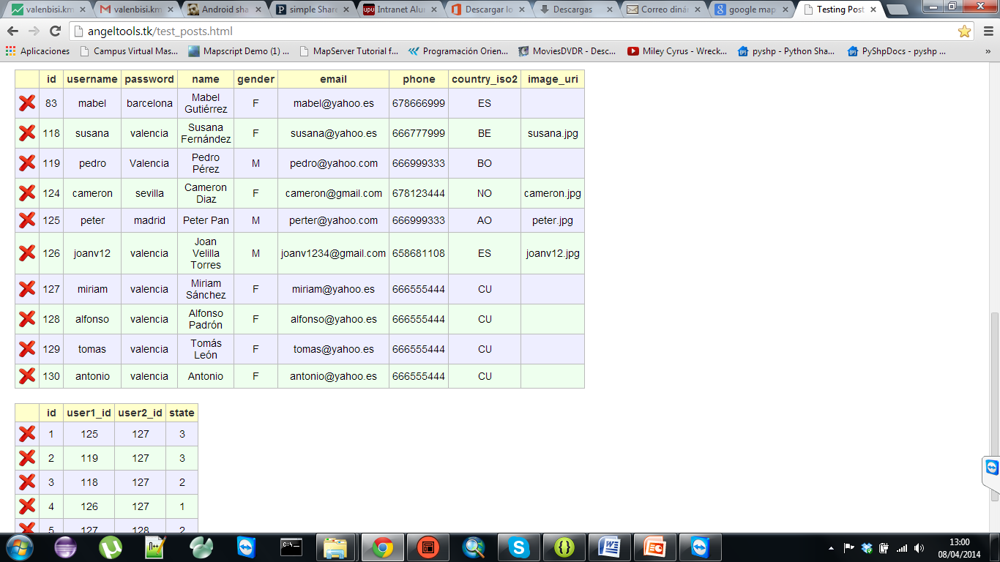 valenbisi.km
valenbisi.km
Android sha
simple Share
Intranet Alur
Descargar lo
Descargas
Correo dinár
google map
Testing Post
angeltools.tk/test_posts.html
Aplicaciones Campus Virtual Mas... Mapscript Demo (1) ... MapServer Tutorial f... Programación Orien... MoviesDVDR - Desc... Miley Cyrus - Wreck... pyshp - Python Sha... PyShpDocs - pyshp ... »
id username password name gender email phone country_iso2 image_uri
83 mabel barcelona Mabel Gutiérrez F mabel@yahoo.es 678666999 ES
118 susana valencia Susana Fernández F susana@yahoo.es 666777999 BE susana.jpg
119 pedro Valencia Pedro Pérez M pedro@yahoo.com 666999333 BO
124 cameron sevilla Cameron Diaz F cameron@gmail.com 678123444 NO cameron.jpg
125 peter madrid Peter Pan M perter@yahoo.com 666999333 AO peter.jpg
126 joanv12 valencia Joan Velilla Torres M joanv1234@gmail.com 658681108 ES joanv12.jpg
127 miriam valencia Miriam Sánchez F miriam@yahoo.es 666555444 CU
128 alfonso valencia Alfonso Padrón F alfonso@yahoo.es 666555444 CU
129 tomas valencia Tomás León F tomas@yahoo.es 666555444 CU
130 antonio valencia Antonio F antonio@yahoo.es 666555444 CU
id user1_id user2_id state
1 125 127 3
2 119 127 3
3 118 127 2
4 126 127 1
5 127 128 2
13:00
08/04/2014